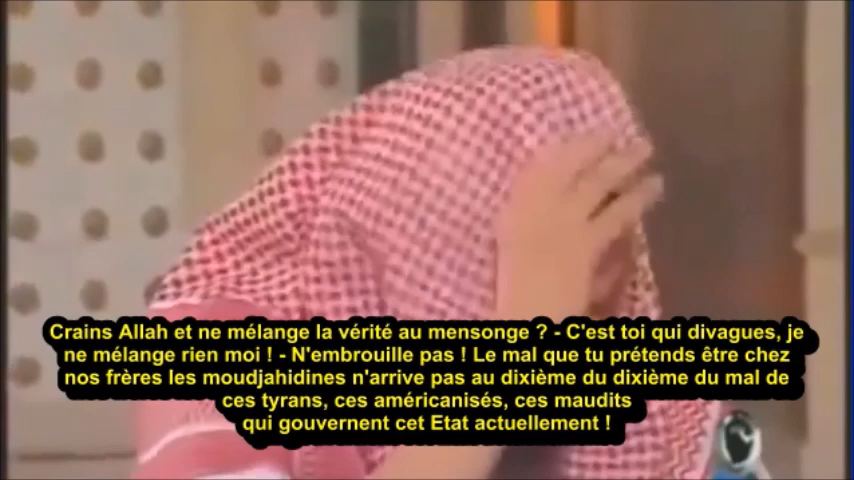 Crains Allah et ne mélange la vérité au mensonge ? - C'est toi qui divagues, je
ne mélange rien moi ! - N'embrouille pas ! Le mal que tu prétends être chez
nos frères les moudjahidines n'arrive pas au dixième du dixième du mal de
ces tyrans, ces américanisés, ces maudits
qui gouvernent cet Etat actuellement !